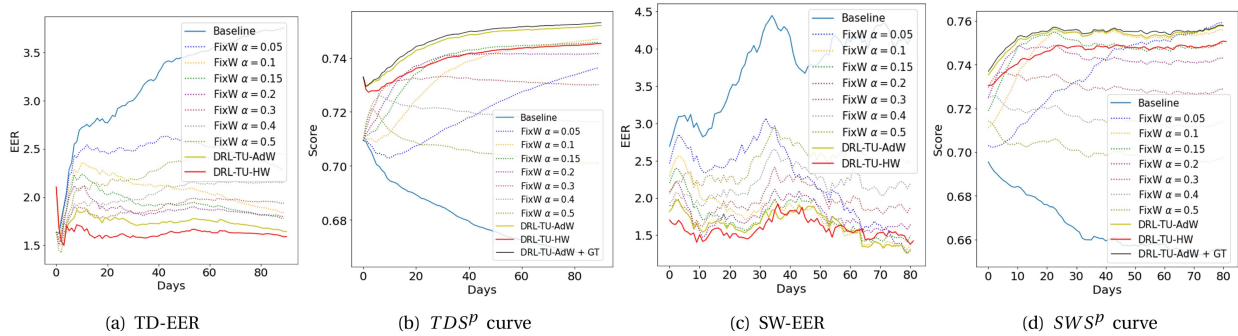 Baseline
FixW α = 0.05
FixW α = 0.1
FixW α = 0.15
FixW α = 0.2
FixW α = 0.3
FixW α = 0.4
FixW α = 0.5
DRL-TU-AdW
DRL-TU-HW
3.5
3.0
2.5
2.0
1.5
EER
0 20 40 60 80
Days
(a) TD-EER
0.74
0.72
0.70
0.68
Score
Baseline
FixW α = 0.05
FixW α = 0.1
FixW α = 0.15
FixW α = 0.2
FixW α = 0.3
FixW α = 0.4
FixW α = 0.5
DRL-TU-AdW
DRL-TU-HW
DRL-TU-AdW + GT
0 20 40 60 80
Days
(b) TDSᵖ curve
4.5
4.0
3.5
3.0
2.5
2.0
1.5
EER
Baseline
FixW α = 0.05
FixW α = 0.1
FixW α = 0.15
FixW α = 0.2
FixW α = 0.3
FixW α = 0.4
FixW α = 0.5
DRL-TU-AdW
DRL-TU-HW
0 10 20 30 40 50 60 70 80
Days
(c) SW-EER
0.76
0.74
0.72
0.70
0.68
0.66
Score
Baseline
FixW α = 0.05
FixW α = 0.1
FixW α = 0.15
FixW α = 0.2
FixW α = 0.3
FixW α = 0.4
FixW α = 0.5
DRL-TU-AdW
DRL-TU-HW
DRL-TU-AdW + GT
0 10 20 30 40 50 60 70 80
Days
(d) SWSᵖ curve